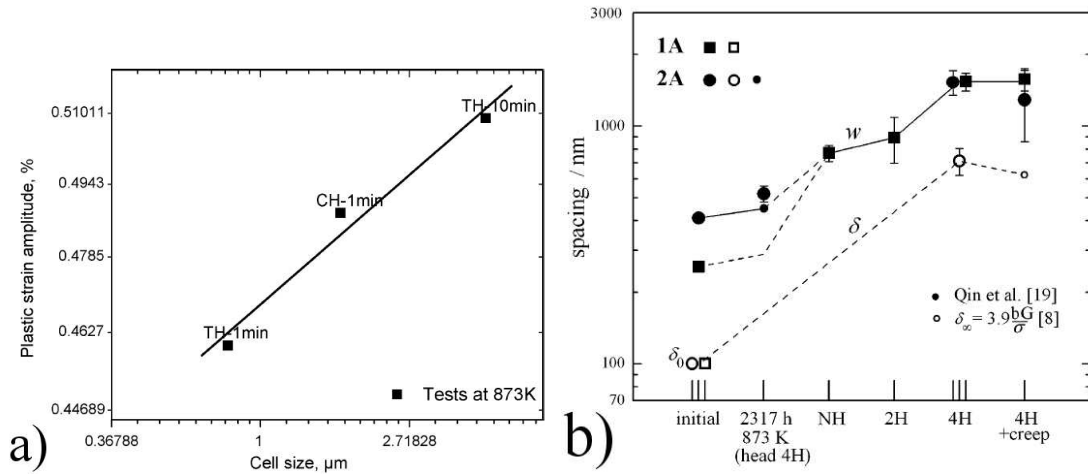 a)
Plastic strain amplitude, %
0.51011
0.4943
0.4785
0.4627
0.44689
TH-10min
CH-1min
TH-1min
Tests at 873K
0.36788 1 2.71828
Cell size, µm
b)
spacing / nm
3000
1000
100
70
1A
2A
w
δ
δ₀
Qin et al. [19]
δ∞ = 3.9 bG/σ [8]
initial 2317 h NH 2H 4H 4H
873 K +creep
(head 4H)